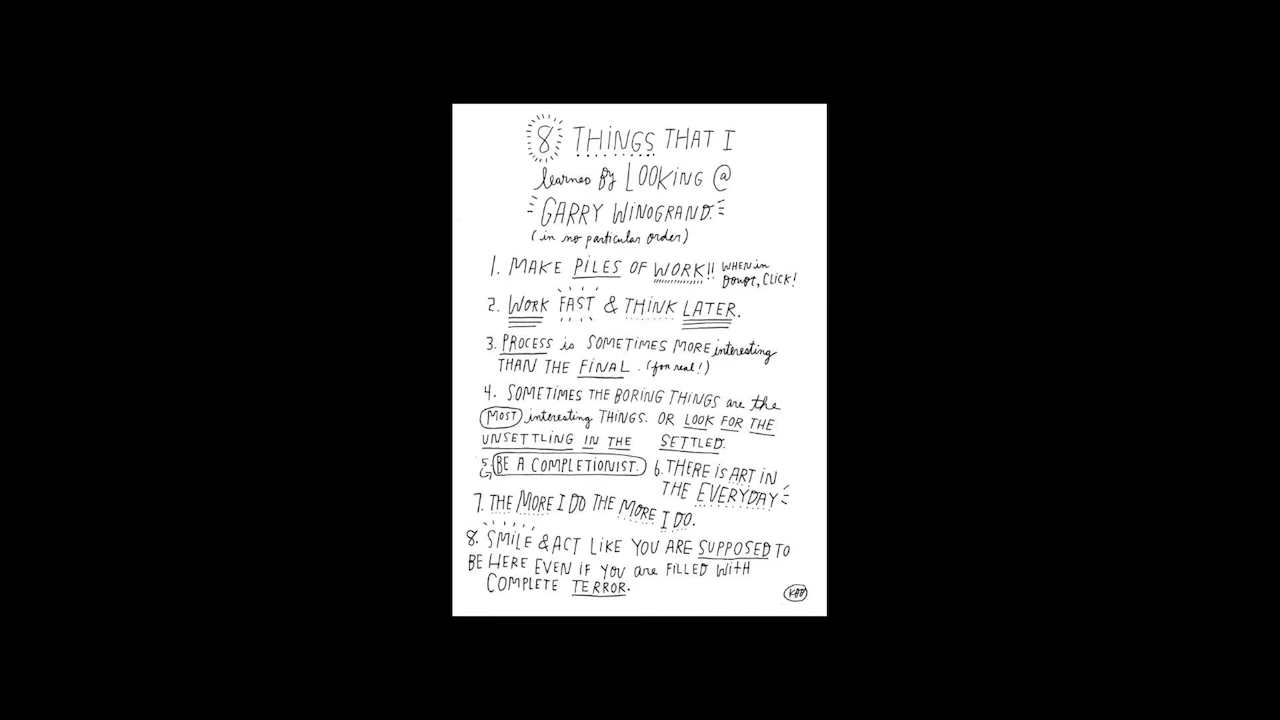 8 THINGS THAT I
learned by LOOKING @
GARRY WINOGRAND.
(in no particular order)
1. MAKE PILES OF WORK!! WHEN in
DOUBT, CLICK!
2. WORK FAST & THINK LATER.
3. PROCESS is SOMETIMES MORE interesting
THAN THE FINAL. (for real!)
4. SOMETIMES THE BORING THINGS are the
MOST interesting THINGS. OR LOOK FOR THE
UNSETTLING IN THE SETTLED.
5. BE A COMPLETIONIST.
6. THERE IS ART IN
THE EVERYDAY
7. THE MORE I DO THE MORE I DO.
8. SMILE & ACT LIKE YOU ARE SUPPOSED TO
BE HERE EVEN IF YOU are FILLED WITH
COMPLETE TERROR.